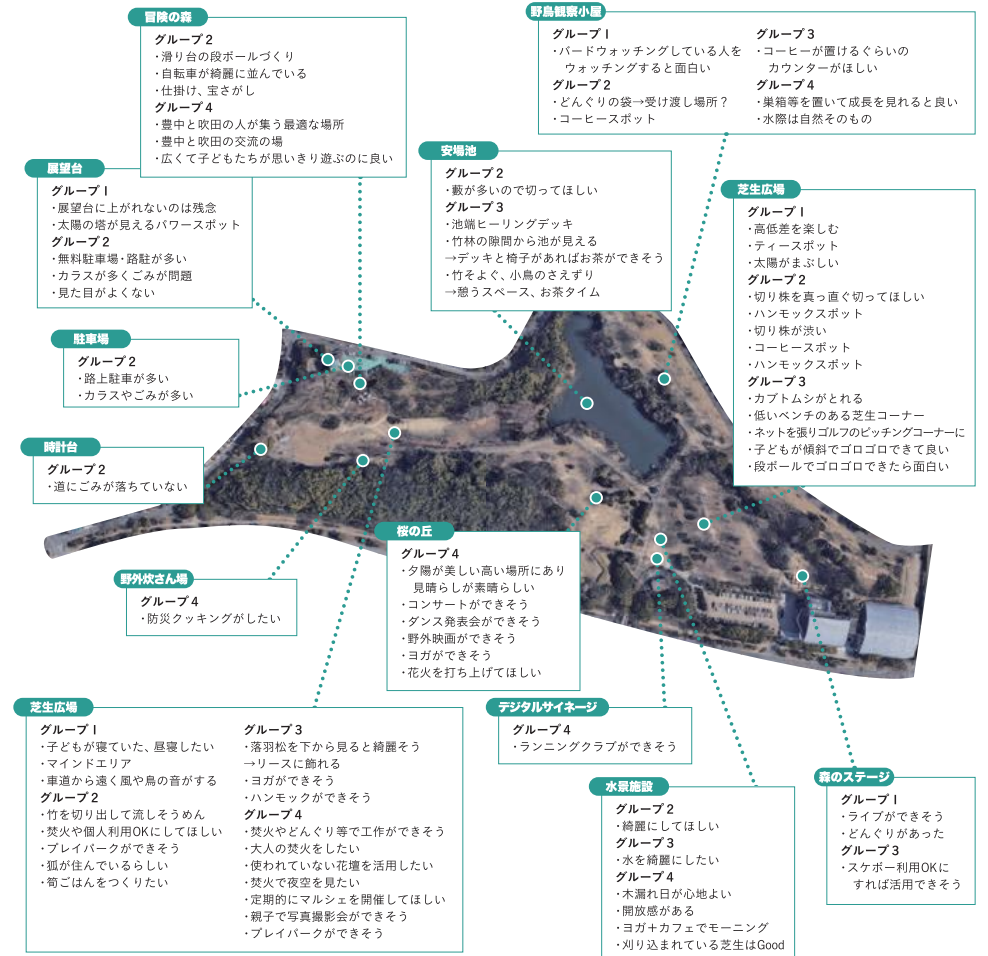 冒険の森
グループ2
・滑り台の段ボールづくり
・自転車が綺麗に並んでいる
・仕掛け、宝さがし
グループ4
・豊中と吹田の人が集う最適な場所
・豊中と吹田の交流の場
・広くて子どもたちが思いきり遊ぶのに良い
野鳥観察小屋
グループ1
・バードウォッチングしている人を
ウォッチングすると面白い
グループ2
・どんぐりの袋→受け渡し場所?
・コーヒースポット
グループ3
・コーヒーが置けるぐらいの
カウンターがほしい
グループ4
・巣箱等を置いて成長を見れると良い
・水際は自然そのもの
展望台
グループ1
・展望台に上がれないのは残念
・太陽の塔が見えるパワースポット
グループ2
・無料駐車場・路駐が多い
・カラスが多くごみが問題
・見た目がよくない
安場池
グループ2
・藪が多いので切ってほしい
グループ3
・池端ヒーリングデッキ
・竹林の隙間から池が見える
→デッキと椅子があればお茶ができそう
・竹そよぐ、小鳥のさえずり
→憩うスペース、お茶タイム
芝生広場
グループ1
・高低差を楽しむ
・ティースポット
・太陽がまぶしい
グループ2
・切り株を真っ直ぐ切ってほしい
・ハンモックスポット
・切り株が渋い
・コーヒースポット
・ハンモックスポット
グループ3
・カブトムシがとれる
・低いベンチのある芝生コーナー
・ネットを張りゴルフのピッチングコーナーに
・子どもが傾斜でゴロゴロできて良い
・段ボールでゴロゴロできたら面白い
駐車場
グループ2
・路上駐車が多い
・カラスやごみが多い
時計台
グループ2
・道にごみが落ちていない
桜の丘
グループ4
・夕陽が美しい高い場所にあり
見晴らしが素晴らしい
・コンサートができそう
・ダンス発表会ができそう
・野外映画ができそう
・ヨガができそう
・花火を打ち上げてほしい
野外炊さん場
グループ4
・防災クッキングがしたい
芝生広場
グループ1
・子どもが寝ていた、昼寝したい
・マインドエリア
・車道から遠く風や鳥の音がする
グループ2
・竹を切り出して流しそうめん
・焚火や個人利用OKにしてほしい
・プレイパークができそう
・狐が住んでいるらしい
・筍ごはんをつくりたい
グループ3
・落羽松を下から見ると綺麗そう
→リースに飾れる
・ヨガができそう
・ハンモックができそう
グループ4
・焚火やどんぐり等で工作ができそう
・大人の焚火をしたい
・使われていない花壇を活用したい
・焚火で夜空を見たい
・定期的にマルシェを開催してほしい
・親子で写真撮影会ができそう
・プレイパークができそう
デジタルサイネージ
グループ4
・ランニングクラブができそう
水景施設
グループ2
・綺麗にしてほしい
グループ3
・水を綺麗にしたい
グループ4
・木漏れ日が心地よい
・開放感がある
・ヨガ+カフェでモーニング
・刈り込まれている芝生はGood
森のステージ
グループ1
・ライブができそう
・どんぐりがあった
グループ3
・スケボー利用OKに
すれば活用できそう